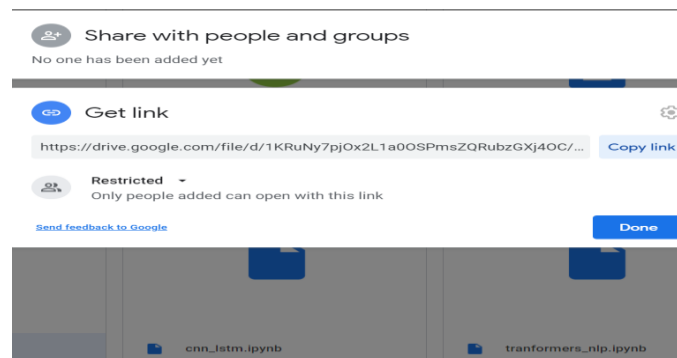 Share with people and groups
No one has been added yet
Get link
https://drive.google.com/file/d/1KRuNy7pjOx2L1a0OSPmsZQRubzGXj4OC/...
Copy link
Restricted
Only people added can open with this link
Send feedback to Google
Done
cnn_lstm.ipynb
tranformers_nlp.ipynb